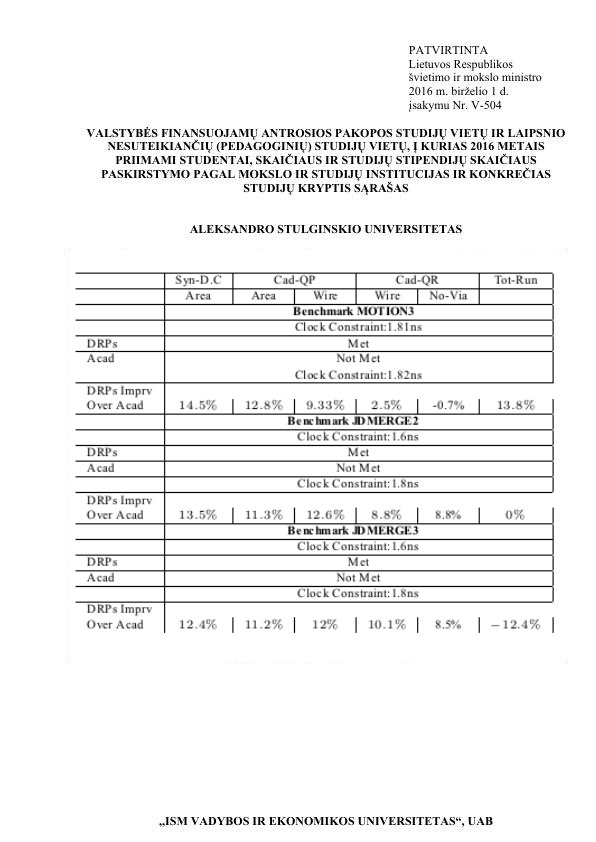 PATVIRTINTA
Lietuvos Respublikos
švietimo ir mokslo ministro
2016 m. birželio 1 d.
įsakymu Nr. V-504
VALSTYBĖS FINANSUOJAMŲ ANTROSIOS PAKOPOS STUDIJŲ VIETŲ IR LAIPSNIO
NESUTEIKIANČIŲ (PEDAGOGINIŲ) STUDIJŲ VIETŲ, Į KURIAS 2016 METAIS
PRIIMAMI STUDENTAI, SKAIČIAUS IR STUDIJŲ STIPENDIJŲ SKAIČIAUS
PASKIRSTYMO PAGAL MOKSLO IR STUDIJŲ INSTITUCIJAS IR KONKREČIAS
STUDIJŲ KRYPTIS SĄRAŠAS
ALEKSANDRO STULGINSKIO UNIVERSITETAS
Syn-D.C Cad-QP Cad-QR Tot-Run
Area Area Wire Wire No-Via
Benchmark MOTION3
Clock Constraint:1.81ns
DRPs Met
Acad Not Met
Clock Constraint:1.82ns
DRPs Imprv
Over Acad 14.5% 12.8% 9.33% 2.5% -0.7% 13.8%
Benchmark JDMERGE2
Clock Constraint:1.6ns
DRPs Met
Acad Not Met
Clock Constraint:1.8ns
DRPs Imprv
Over Acad 13.5% 11.3% 12.6% 8.8% 8.8% 0%
Benchmark JDMERGE3
Clock Constraint:1.6ns
DRPs Met
Acad Not Met
Clock Constraint:1.8ns
DRPs Imprv
Over Acad 12.4% 11.2% 12% 10.1% 8.5% −12.4%
„ISM VADYBOS IR EKONOMIKOS UNIVERSITETAS“, UAB